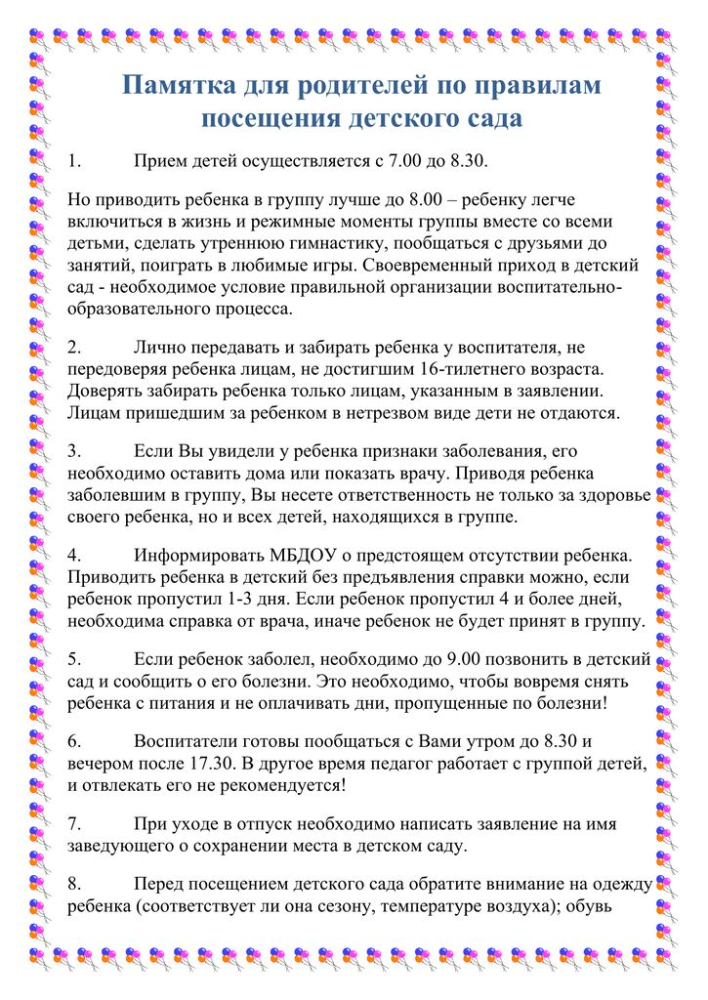 Памятка для родителей по правилам
посещения детского сада
1. Прием детей осуществляется с 7.00 до 8.30.
Но приводить ребенка в группу лучше до 8.00 – ребенку легче
включиться в жизнь и режимные моменты группы вместе со всеми
детьми, сделать утреннюю гимнастику, пообщаться с друзьями до
занятий, поиграть в любимые игры. Своевременный приход в детский
сад - необходимое условие правильной организации воспитательно-
образовательного процесса.
2. Лично передавать и забирать ребенка у воспитателя, не
передоверяя ребенка лицам, не достигшим 16-тилетнего возраста.
Доверять забирать ребенка только лицам, указанным в заявлении.
Лицам пришедшим за ребенком в нетрезвом виде дети не отдаются.
3. Если Вы увидели у ребенка признаки заболевания, его
необходимо оставить дома или показать врачу. Приводя ребенка
заболевшим в группу, Вы несете ответственность не только за здоровье
своего ребенка, но и всех детей, находящихся в группе.
4. Информировать МБДОУ о предстоящем отсутствии ребенка.
Приводить ребенка в детский без предъявления справки можно, если
ребенок пропустил 1-3 дня. Если ребенок пропустил 4 и более дней,
необходима справка от врача, иначе ребенок не будет принят в группу.
5. Если ребенок заболел, необходимо до 9.00 позвонить в детский
сад и сообщить о его болезни. Это необходимо, чтобы вовремя снять
ребенка с питания и не оплачивать дни, пропущенные по болезни!
6. Воспитатели готовы пообщаться с Вами утром до 8.30 и
вечером после 17.30. В другое время педагог работает с группой детей,
и отвлекать его не рекомендуется!
7. При уходе в отпуск необходимо написать заявление на имя
заведующего о сохранении места в детском саду.
8. Перед посещением детского сада обратите внимание на одежду
ребенка (соответствует ли она сезону, температуре воздуха); обувь